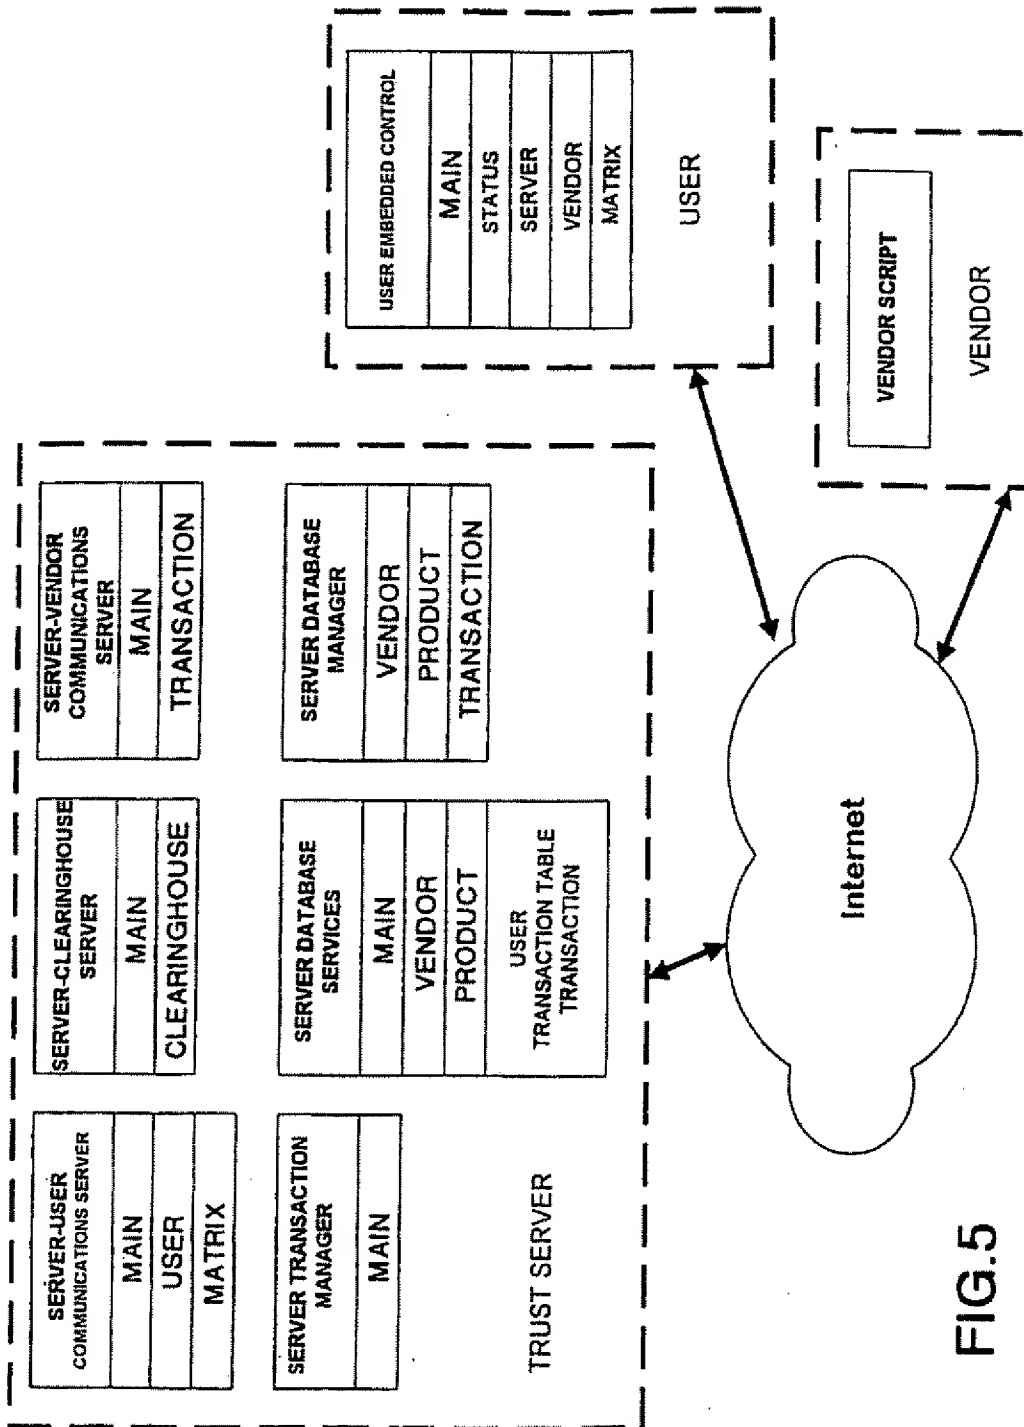 SERVER-USER
COMMUNICATIONS SERVER
MAIN
USER
MATRIX
SERVER-CLEARINGHOUSE
SERVER
MAIN
CLEARINGHOUSE
SERVER-VENDOR
COMMUNICATIONS
SERVER
MAIN
TRANSACTION
SERVER TRANSACTION
MANAGER
MAIN
SERVER DATABASE
SERVICES
MAIN
VENDOR
PRODUCT
USER
TRANSACTION TABLE
TRANSACTION
SERVER DATABASE
MANAGER
VENDOR
PRODUCT
TRANSACTION
TRUST SERVER
USER EMBEDDED CONTROL
MAIN
STATUS
SERVER
VENDOR
MATRIX
USER
Internet
VENDOR SCRIPT
VENDOR
FIG.5